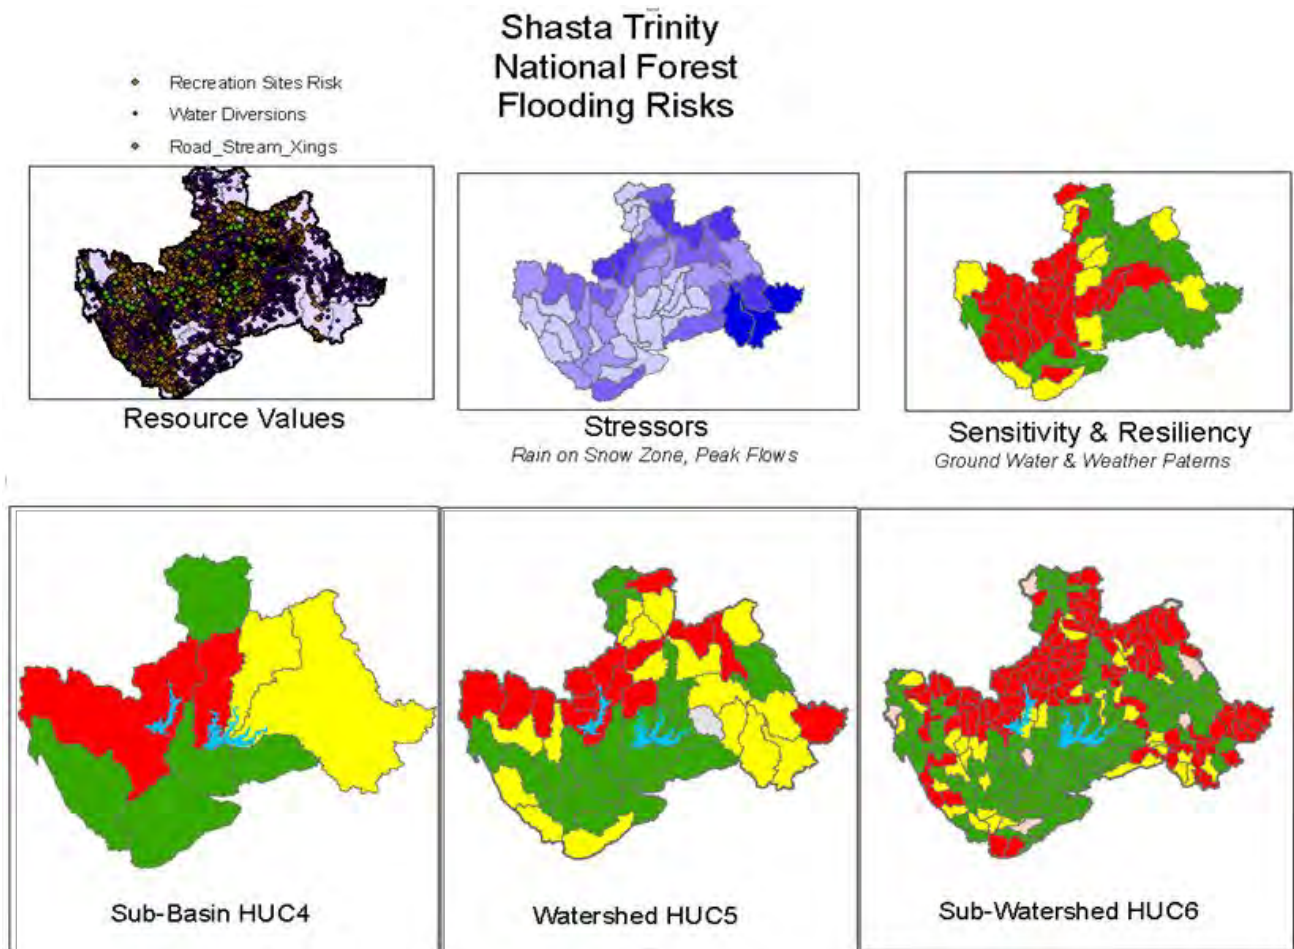 Shasta Trinity
National Forest
Flooding Risks
Recreation Sites Risk
Water Diversions
Road_Stream_Xings
Resource Values
Stressors
Rain on Snow Zone, Peak Flows
Sensitivity & Resiliency
Ground Water & Weather Paterns
Sub-Basin HUC4
Watershed HUC5
Sub-Watershed HUC6